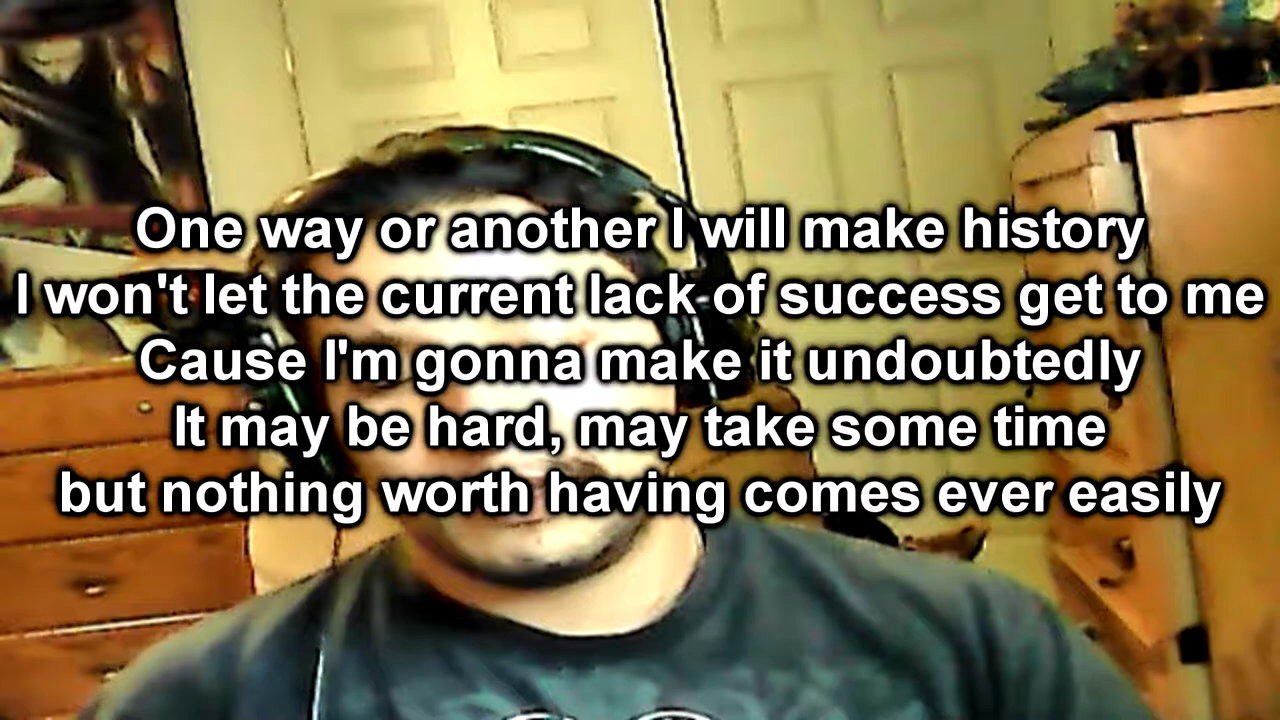 One way or another I will make history
I won't let the current lack of success get to me
Cause I'm gonna make it undoubtedly
It may be hard, may take some time
but nothing worth having comes ever easily